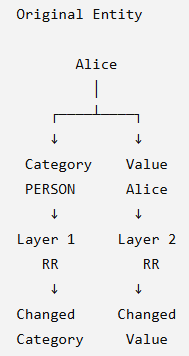 Original Entity
Alice
Category Value
PERSON Alice
Layer 1 Layer 2
RR RR
Changed Changed
Category Value